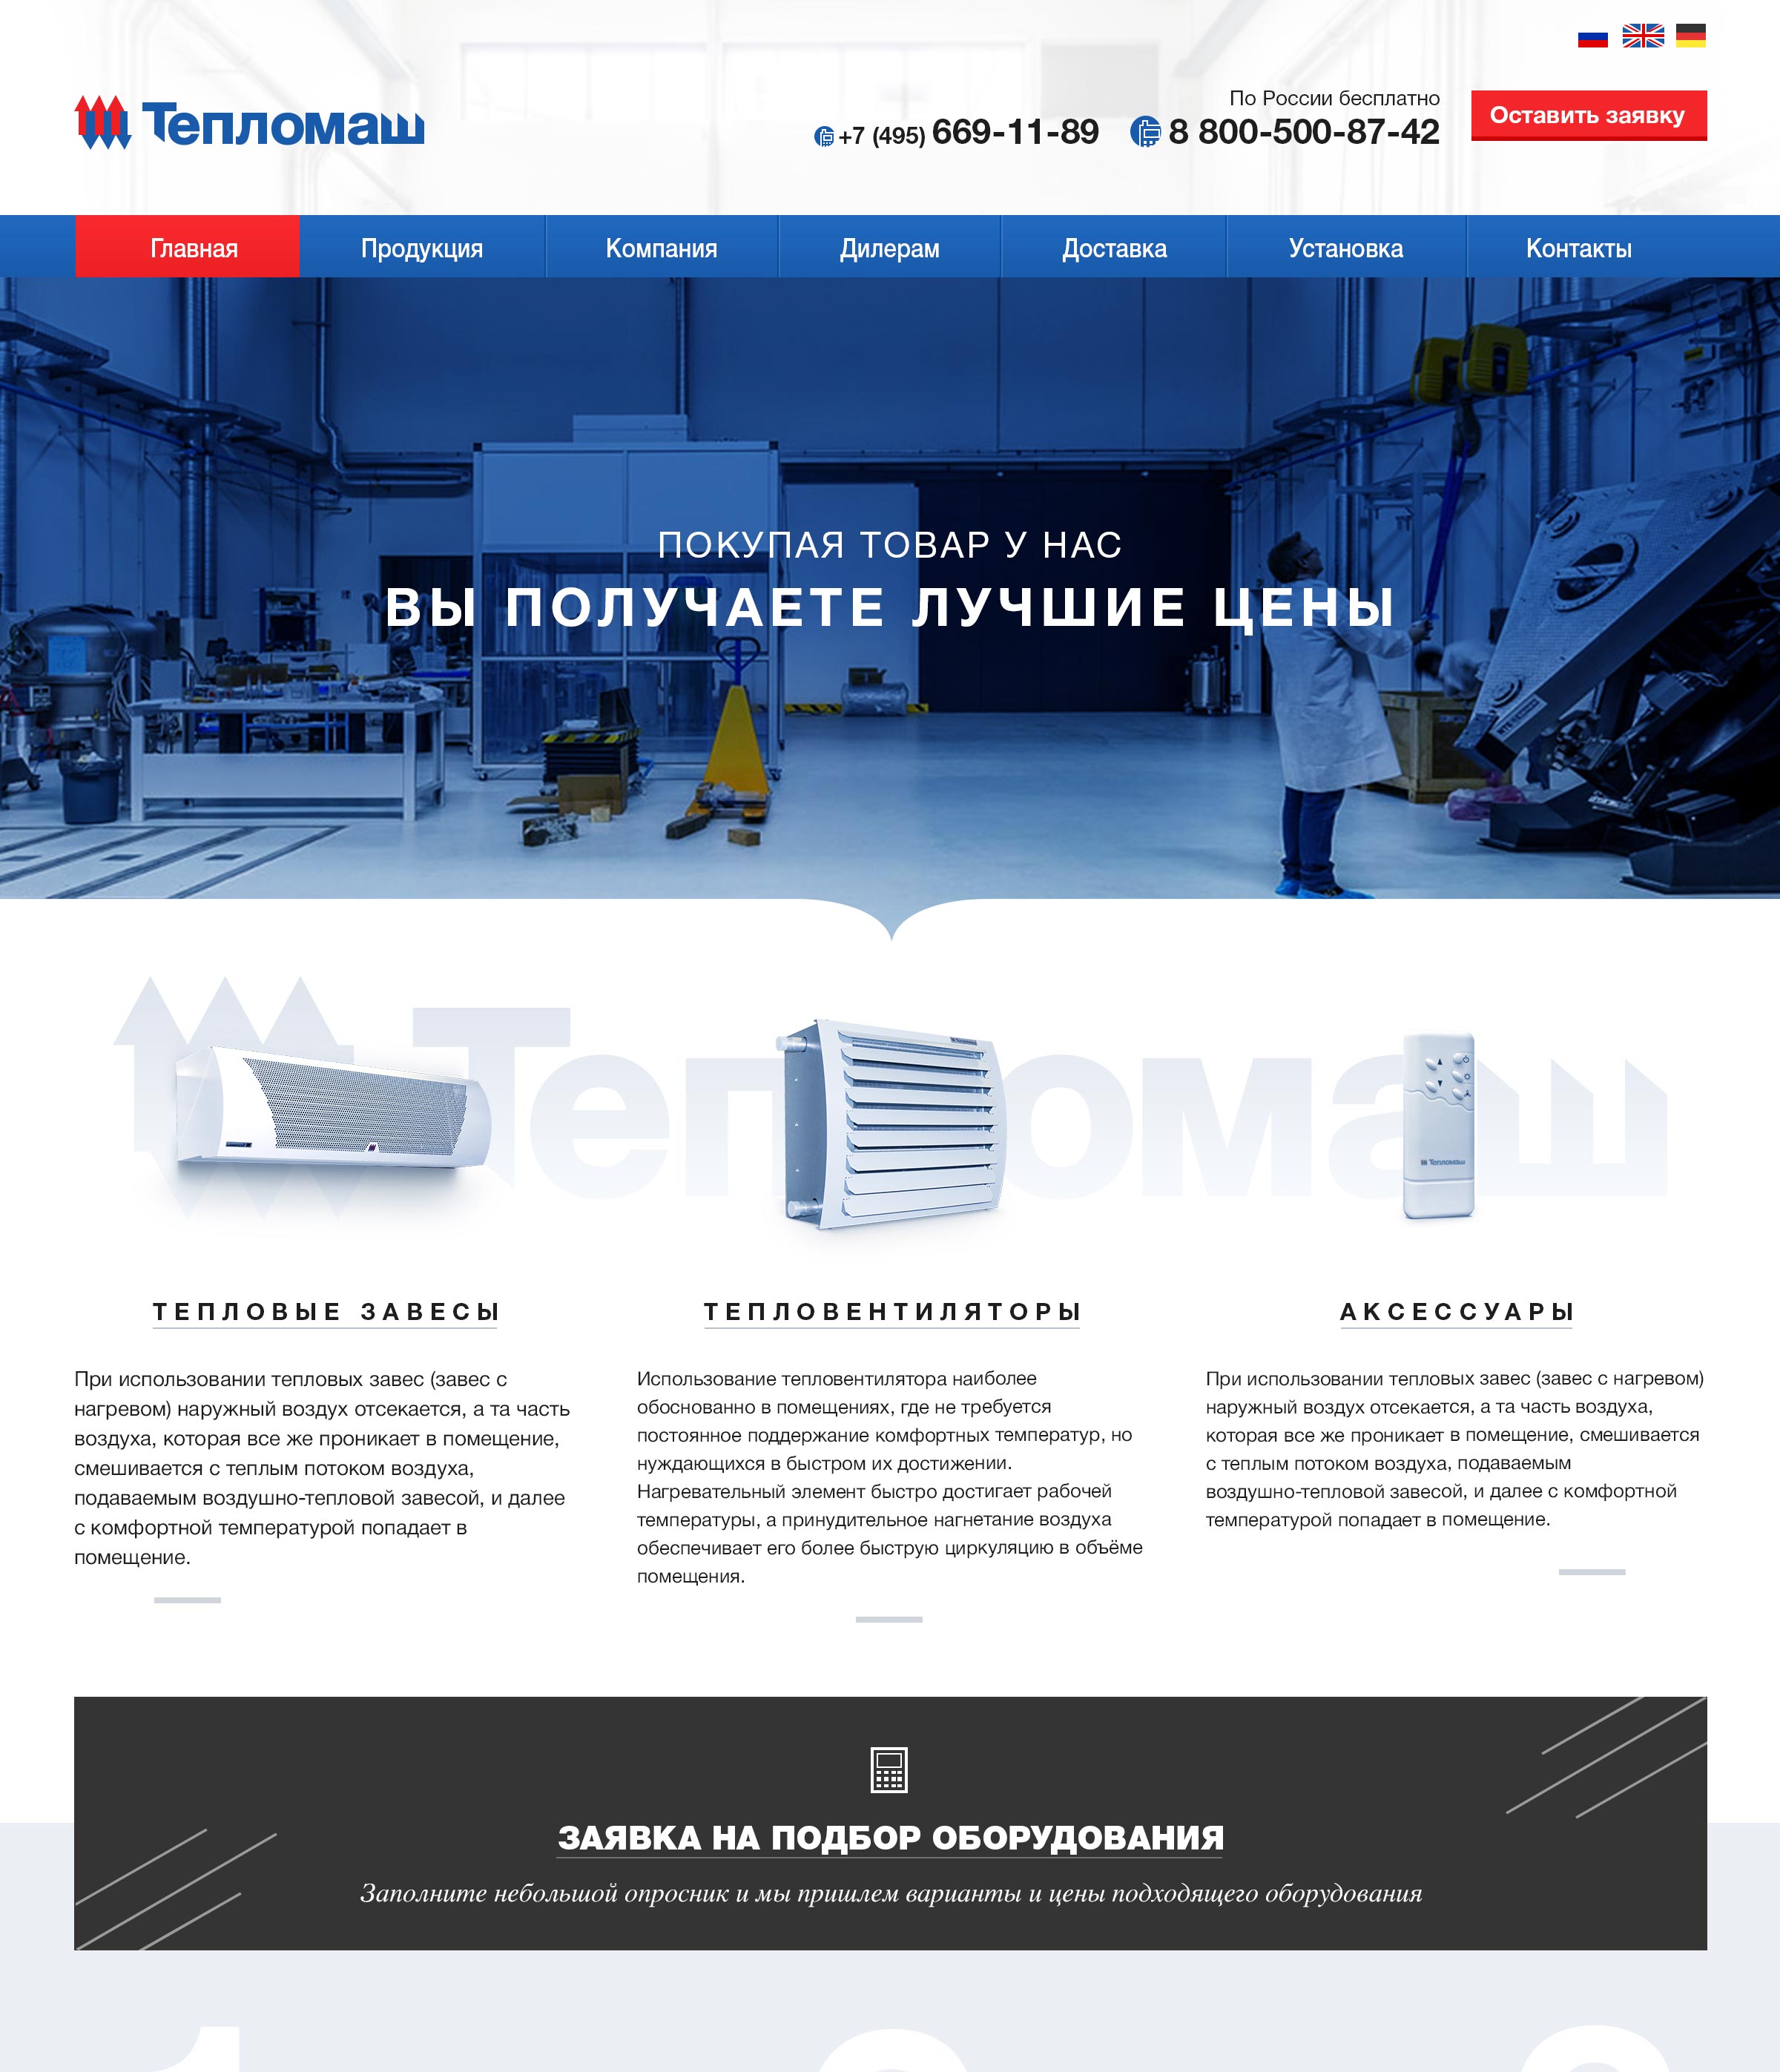 Тепломаш
По России бесплатно
+7 (495) 669-11-89
8 800-500-87-42
Оставить заявку
Главная
Продукция
Компания
Дилерам
Доставка
Установка
Контакты
ПОКУПАЯ ТОВАР У НАС
ВЫ ПОЛУЧАЕТЕ ЛУЧШИЕ ЦЕНЫ
Тепломаш
Тепломаш
ТЕПЛОВЫЕ ЗАВЕСЫ
При использовании тепловых завес (завес с
нагревом) наружный воздух отсекается, а та часть
воздуха, которая все же проникает в помещение,
смешивается с теплым потоком воздуха,
подаваемым воздушно-тепловой завесой, и далее
с комфортной температурой попадает в
помещение.
ТЕПЛОВЕНТИЛЯТОРЫ
Использование тепловентилятора наиболее
обоснованно в помещениях, где не требуется
постоянное поддержание комфортных температур, но
нуждающихся в быстром их достижении.
Нагревательный элемент быстро достигает рабочей
температуры, а принудительное нагнетание воздуха
обеспечивает его более быструю циркуляцию в объёме
помещения.
АКСЕССУАРЫ
При использовании тепловых завес (завес с нагревом)
наружный воздух отсекается, а та часть воздуха,
которая все же проникает в помещение, смешивается
с теплым потоком воздуха, подаваемым
воздушно-тепловой завесой, и далее с комфортной
температурой попадает в помещение.
ЗАЯВКА НА ПОДБОР ОБОРУДОВАНИЯ
Заполните небольшой опросник и мы пришлем варианты и цены подходящего оборудования